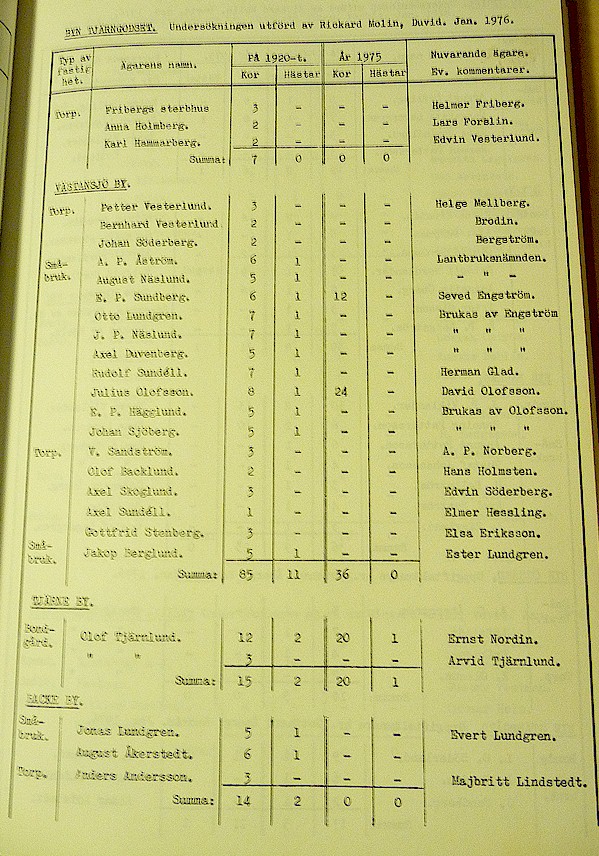 BYN TJÄRNGODSET. Undersökningen utförd av Rickard Molin, Duvid. Jan. 1976.
Typ av fastig het. Ägarens namn. På 1920=t. År 1975 Nuvarande ägare. Ev. kommentarer.
Kor Hästar Kor Hästar
Torp. Fribergs sterbhus 3 - - - Helmer Friberg.
Anna Holmberg. 2 - - - Lars Forslin.
Karl Hammarberg. 2 - - - Edvin Vesterlund.
Summa: 7 0 0 0
VÄSTANSJÖ BY.
Torp. Petter Vesterlund. 3 - - - Helge Mellberg.
Bernhard Vesterlund 2 - - - Brodin.
Johan Söderberg. 2 - - - Bergström.
Små- bruk. A. P. Åström. 6 1 - - Lantbruksnämnden.
August Näslund. 5 1 - - - " -
E. P. Sundberg. 6 1 12 - Seved Engström.
Otto Lundgren. 7 1 - - Brukas av Engström
J. P. Näslund. 7 1 - - " " "
Axel Duvenberg. 5 1 - - " " "
Rudolf Sundéll. 7 1 - - Herman Glad.
Julius Olofsson. 8 1 24 - David Olofsson.
E. P. Hägglund. 5 1 - - Brukas av Olofsson.
Johan Sjöberg. 5 1 - - " " "
Torp. V. Sandström. 3 - - - A. P. Norberg.
Olof Backlund. 2 - - - Hans Holmsten.
Axel Skoglund. 3 - - - Edvin Söderberg.
Axel Sundéll. 1 - - - Elmer Hessling.
Gottfrid Stenberg. 3 - - - Elsa Eriksson.
Små- bruk. Jakop Berglund. 5 1 - - Ester Lundgren.
Summa: 85 11 36 0
TJÄRNE BY.
Bond- gård. Olof Tjärnlund. 12 2 20 1 Ernst Nordin.
" " 3 - - - Arvid Tjärnlund.
Summa: 15 2 20 1
BACKE BY.
Små- bruk. Jonas Lundgren. 5 1 - - Evert Lundgren.
August Åkerstedt. 6 1 - -
Torp. Anders Andersson. 3 - - - Majbritt Lindstedt.
Summa: 14 2 0 0